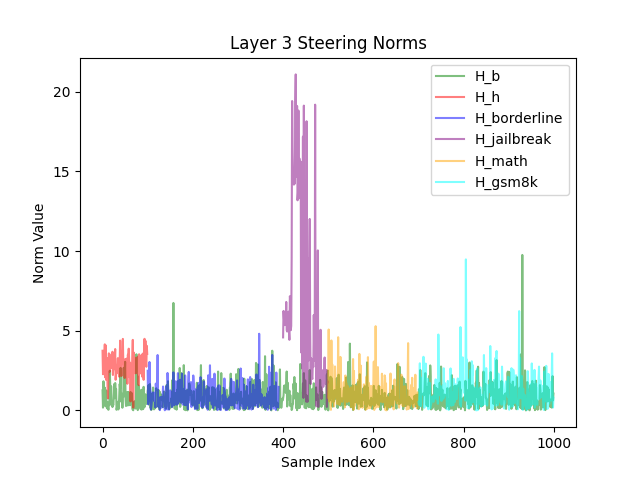 Layer 3 Steering Norms
H_b
H_h
H_borderline
H_jailbreak
H_math
H_gsm8k
Norm Value
20
15
10
5
0
0
200
400
600
800
1000
Sample Index